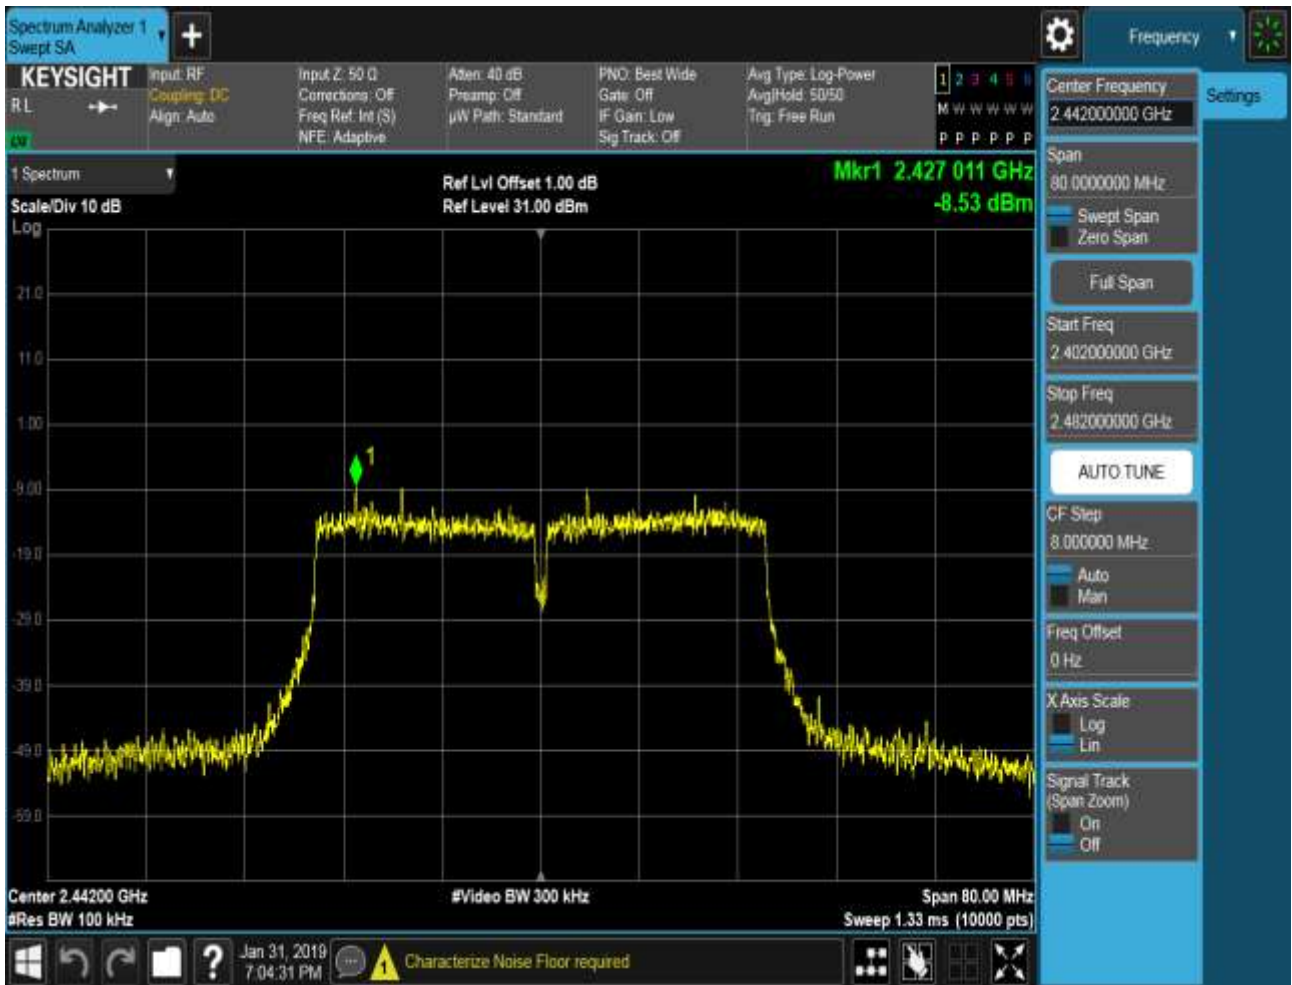 Spectrum Analyzer 1
Swept SA
+
Frequency
KEYSIGHT
R L
Input: RF
Coupling: DC
Align: Auto
Input Z: 50 Ω
Corrections: Off
Freq Ref: Int (S)
NFE: Adaptive
Atten: 40 dB
Preamp: Off
µW Path: Standard
PNO: Best Wide
Gate: Off
IF Gain: Low
Sig Track: Off
Avg Type: Log-Power
Avg|Hold: 50/50
Trig: Free Run
1 2 3 4 5 6
M W W W W W
P P P P P P
1 Spectrum
Scale/Div 10 dB
Log
Ref Lvl Offset 1.00 dB
Ref Level 31.00 dBm
Mkr1 2.427 011 GHz
-8.53 dBm
21.0
11.0
1.00
-9.00
-19.0
-29.0
-39.0
-49.0
-59.0
1
Center 2.44200 GHz
#Res BW 100 kHz
#Video BW 300 kHz
Span 80.00 MHz
Sweep 1.33 ms (10000 pts)
Center Frequency
2.442000000 GHz
Settings
Span
80.0000000 MHz
Swept Span
Zero Span
Full Span
Start Freq
2.402000000 GHz
Stop Freq
2.482000000 GHz
AUTO TUNE
CF Step
8.000000 MHz
Auto
Man
Freq Offset
0 Hz
X Axis Scale
Log
Lin
Signal Track
(Span Zoom)
On
Off
?
Jan 31, 2019
7:04:31 PM
1
Characterize Noise Floor required